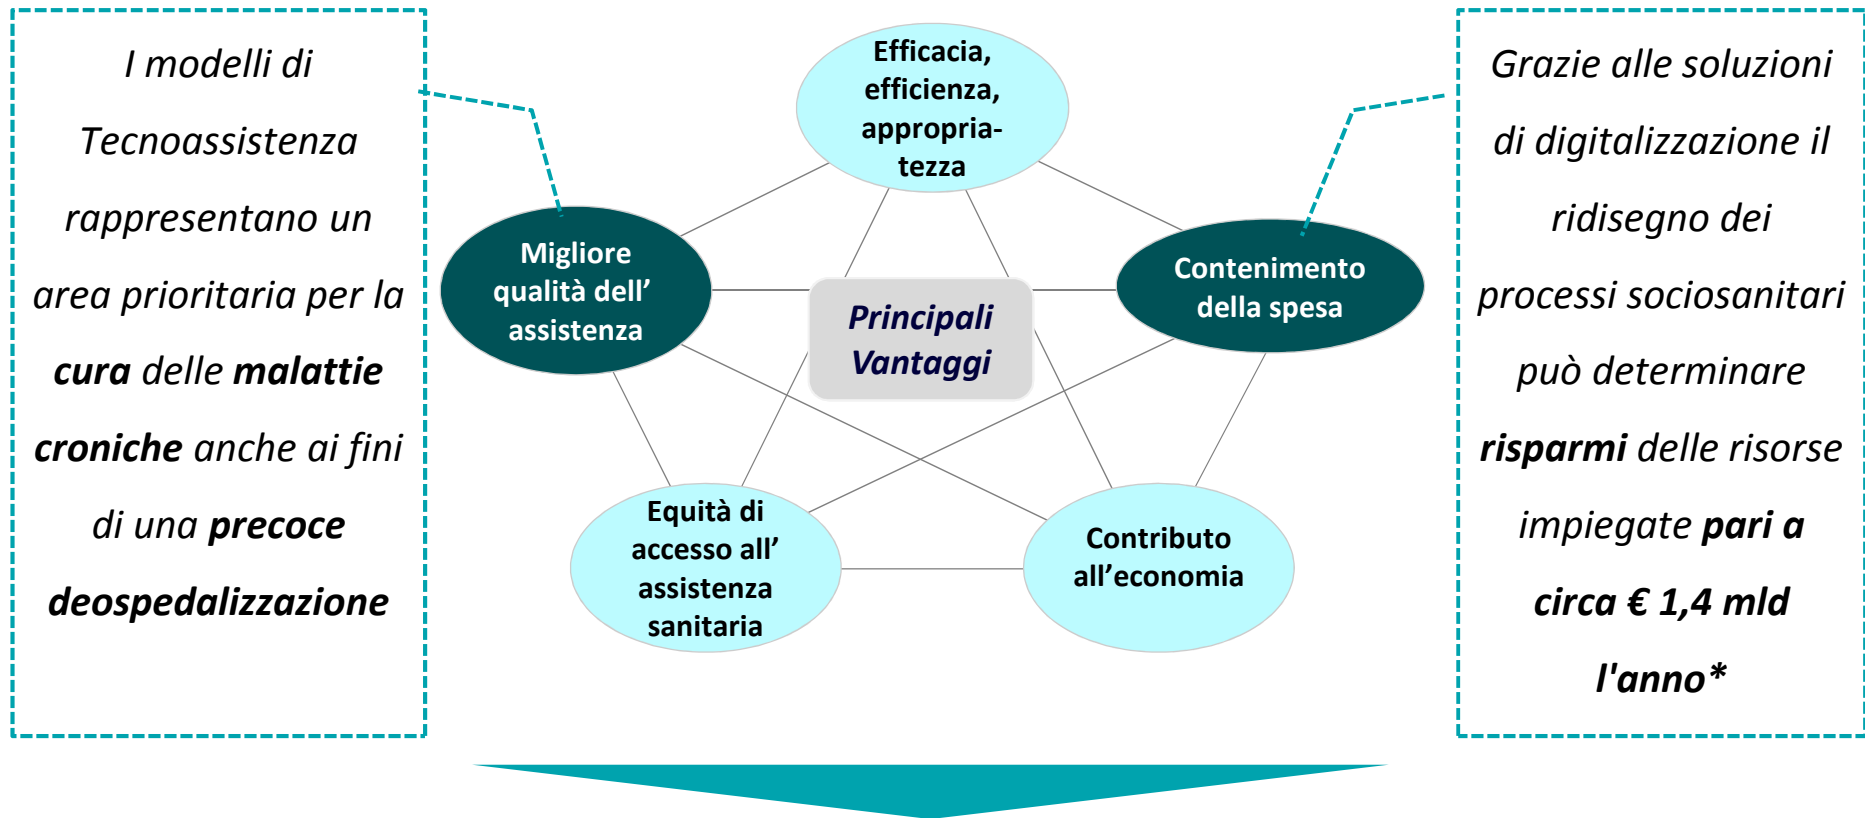 I modelli di
Tecnoassistenza
rappresentano un
area prioritaria per la
cura delle malattie
croniche anche ai fini
di una precoce
deospedalizzazione
Efficacia,
efficienza,
appropria-
tezza
Migliore
qualità dell’
assistenza
Principali
Vantaggi
Contenimento
della spesa
Equità di
accesso all’
assistenza
sanitaria
Contributo
all’economia
Grazie alle soluzioni
di digitalizzazione il
ridisegno dei
processi sociosanitari
può determinare
risparmi delle risorse
impiegate pari a
circa € 1,4 mld
l'anno*